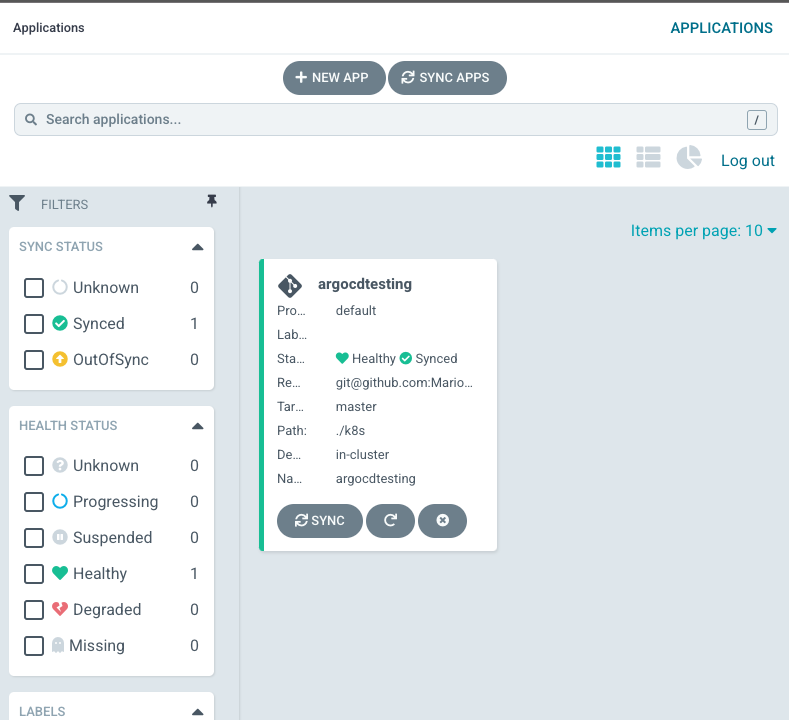 Applications
APPLICATIONS
NEW APP
SYNC APPS
Search applications...
/
Log out
FILTERS
Items per page: 10
SYNC STATUS
Unknown 0
Synced 1
OutOfSync 0
HEALTH STATUS
Unknown 0
Progressing 0
Suspended 0
Healthy 1
Degraded 0
Missing 0
LABELS
argocdtesting
Pro... default
Lab...
Sta... Healthy Synced
Re... git@github.com:Mario...
Tar... master
Path: ./k8s
De... in-cluster
Na... argocdtesting
SYNC